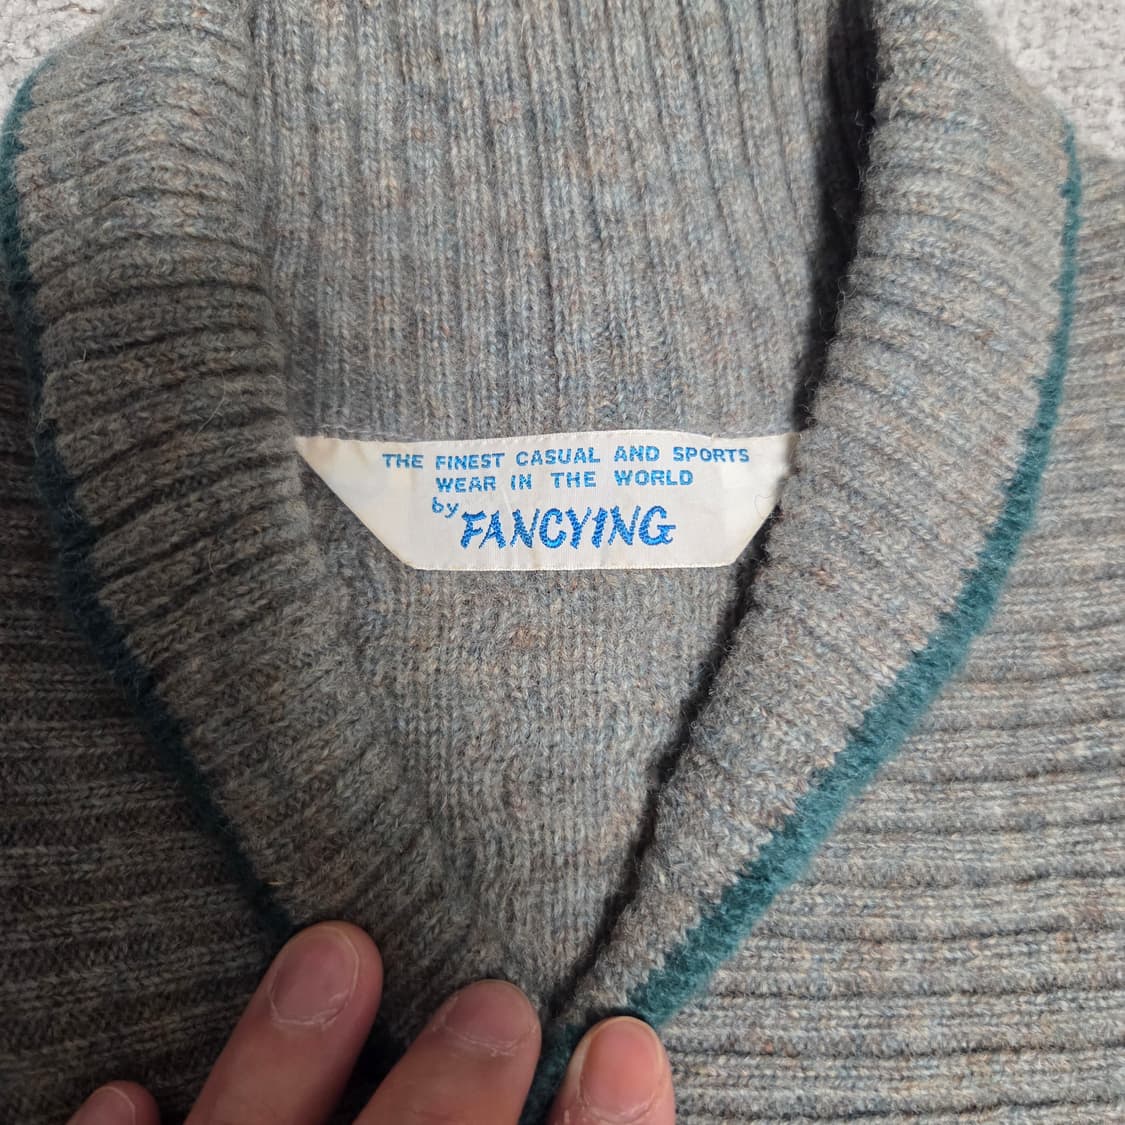 THE FINEST CASUAL AND SPORTS
WEAR IN THE WORLD
by FANCYING